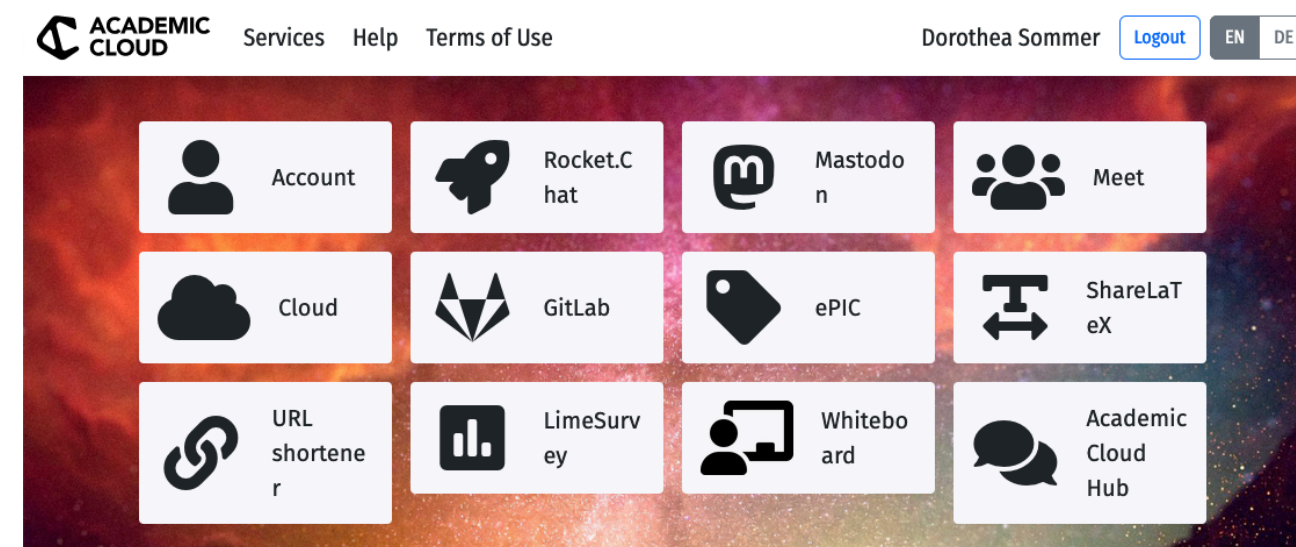 ACADEMIC
CLOUD
Services Help Terms of Use
Dorothea Sommer Logout EN DE
Account
Rocket.C
hat
Mastodo
n
Meet
Cloud
GitLab
ePIC
ShareLaT
eX
URL
shortene
r
LimeSurv
ey
Whitebo
ard
Academic
Cloud
Hub